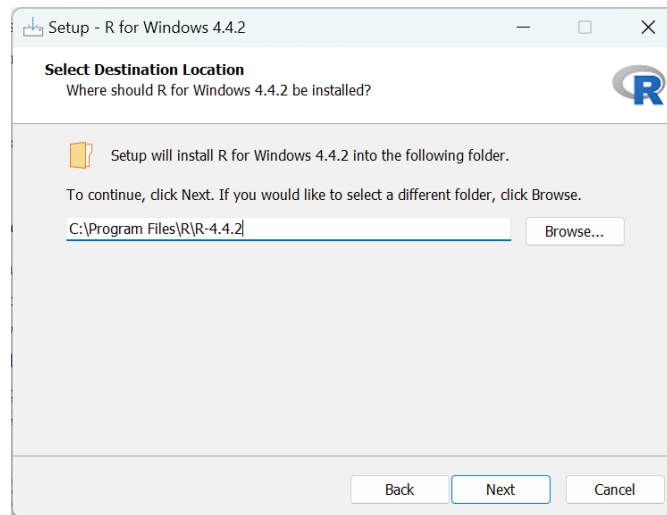 Setup - R for Windows 4.4.2
Select Destination Location
Where should R for Windows 4.4.2 be installed?
R
Setup will install R for Windows 4.4.2 into the following folder.
To continue, click Next. If you would like to select a different folder, click Browse.
C:\Program Files\R\R-4.4.2
Browse...
Back
Next
Cancel